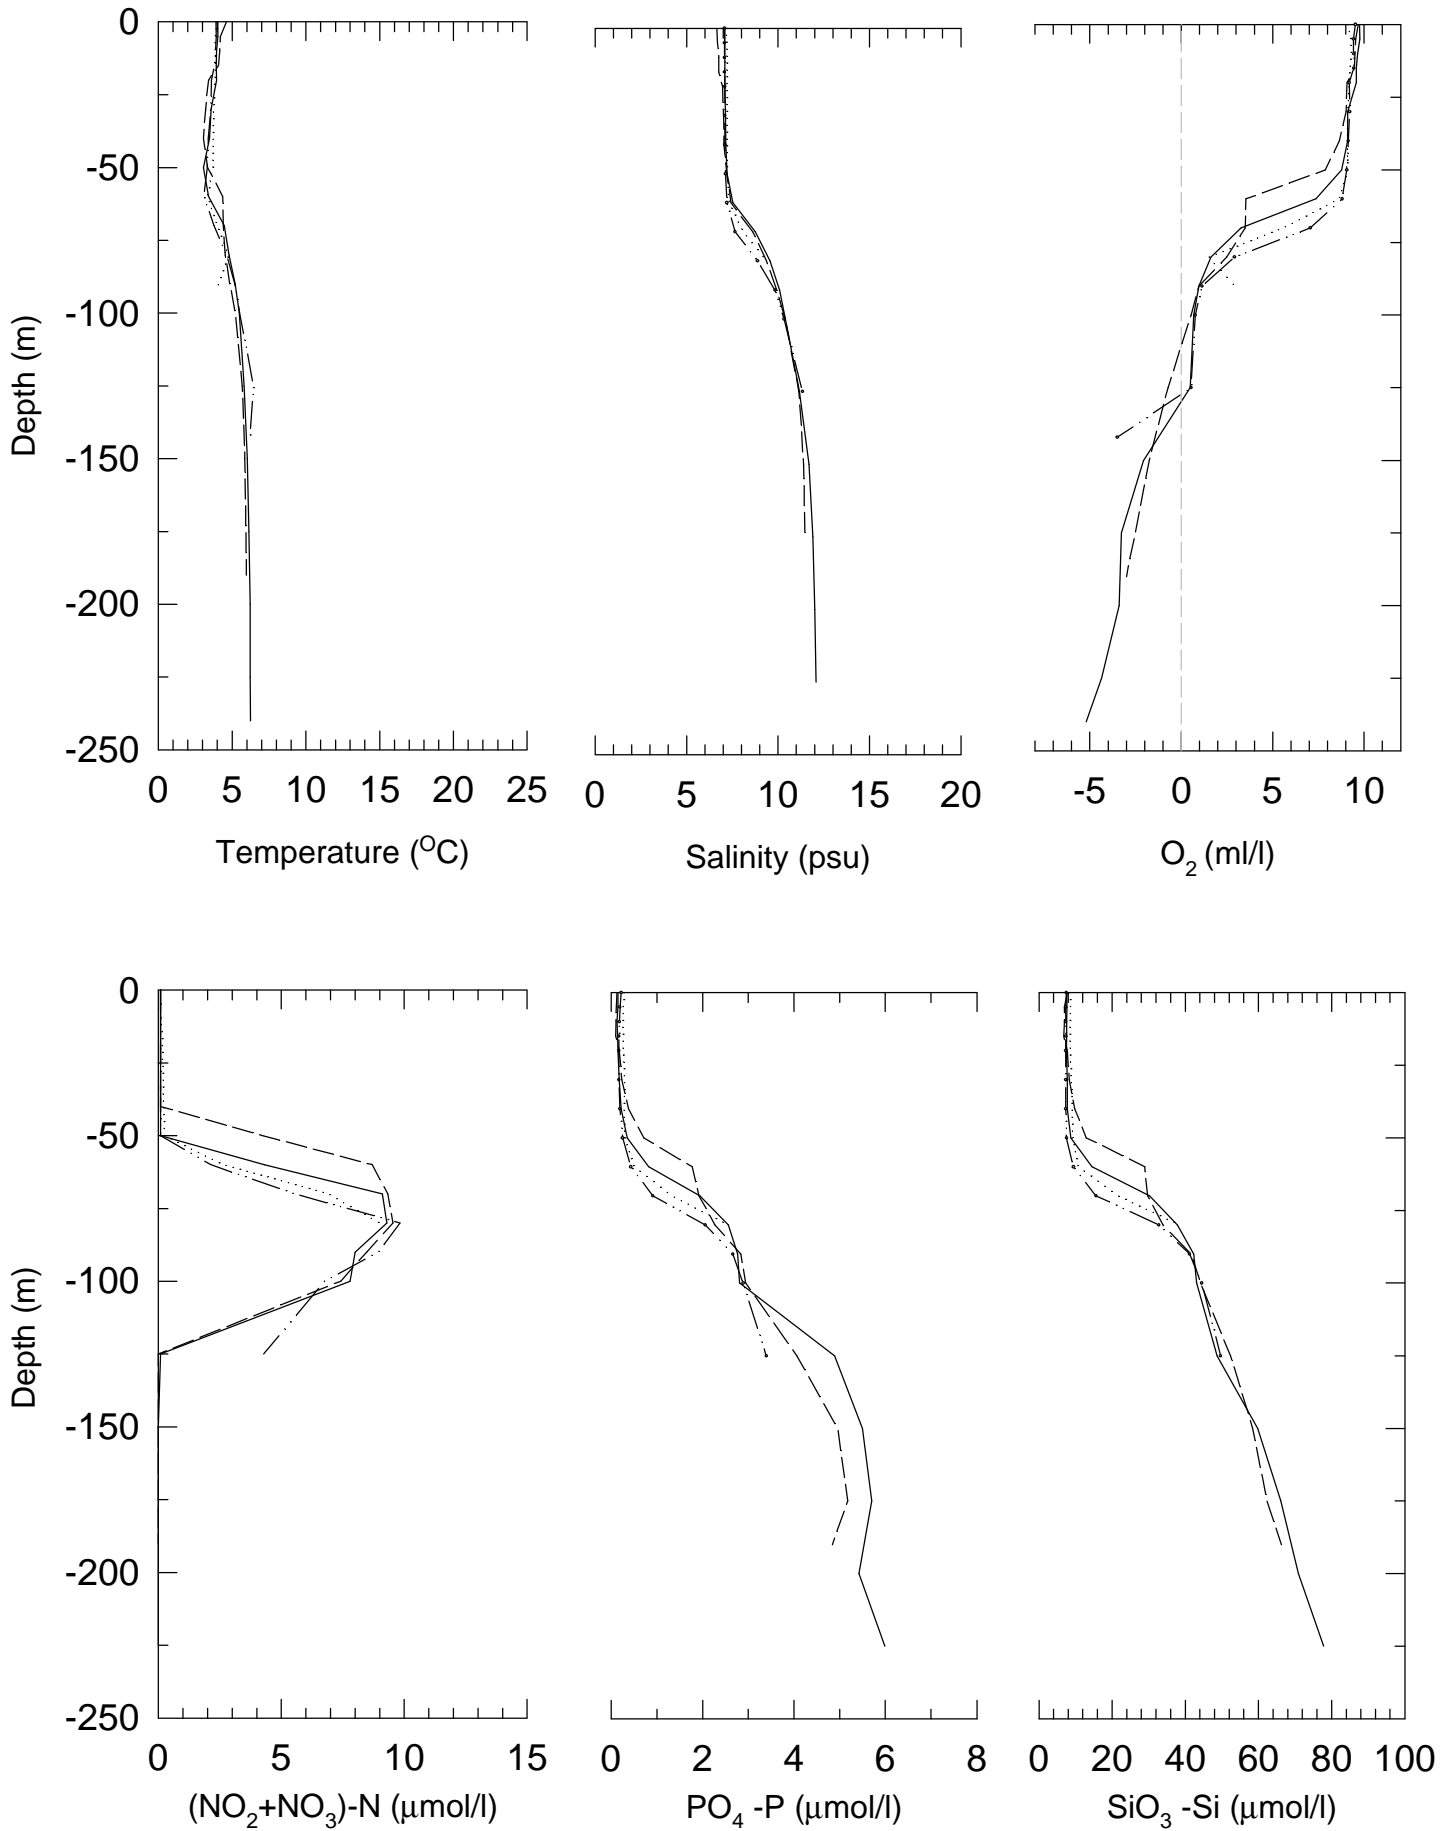 0
-50
-100
-150
-200
-250
Depth (m)
0 5 10 15 20 25
Temperature (ᴼC)
0 5 10 15 20
Salinity (psu)
-5 0 5 10
O₂ (ml/l)
0
-50
-100
-150
-200
-250
Depth (m)
0 5 10 15
(NO₂+NO₃)-N (μmol/l)
0 2 4 6 8
PO₄ -P (μmol/l)
0 20 40 60 80 100
SiO₃ -Si (μmol/l)